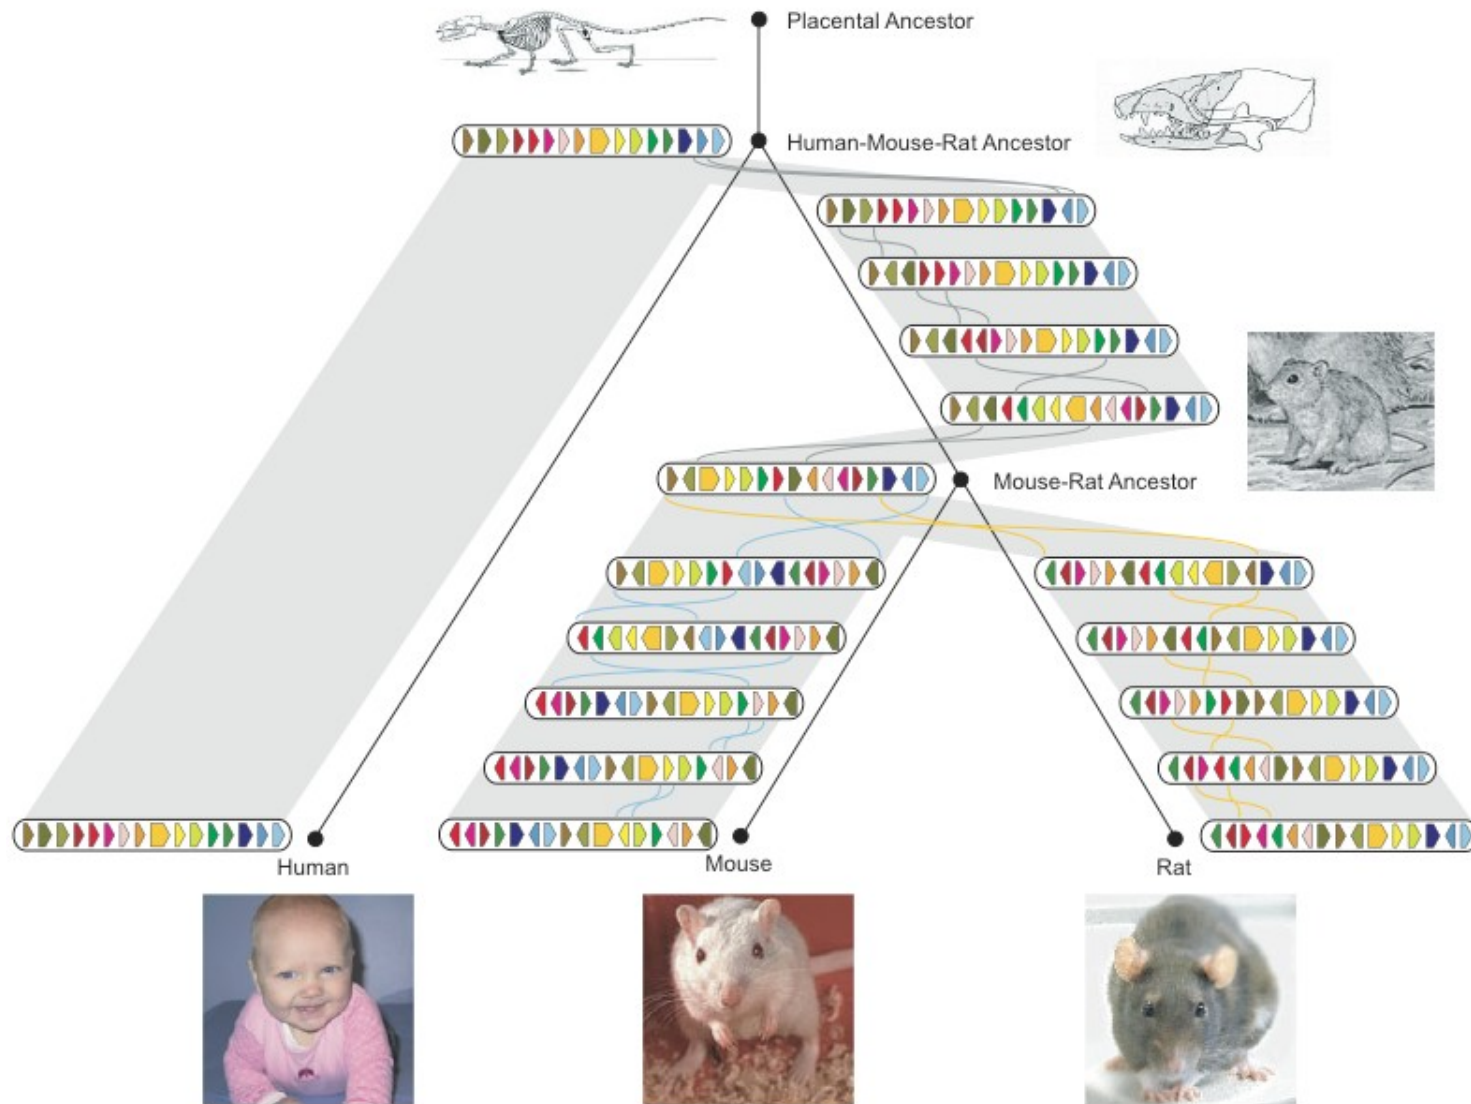 Placental Ancestor
Human-Mouse-Rat Ancestor
Mouse-Rat Ancestor
Human
Mouse
Rat